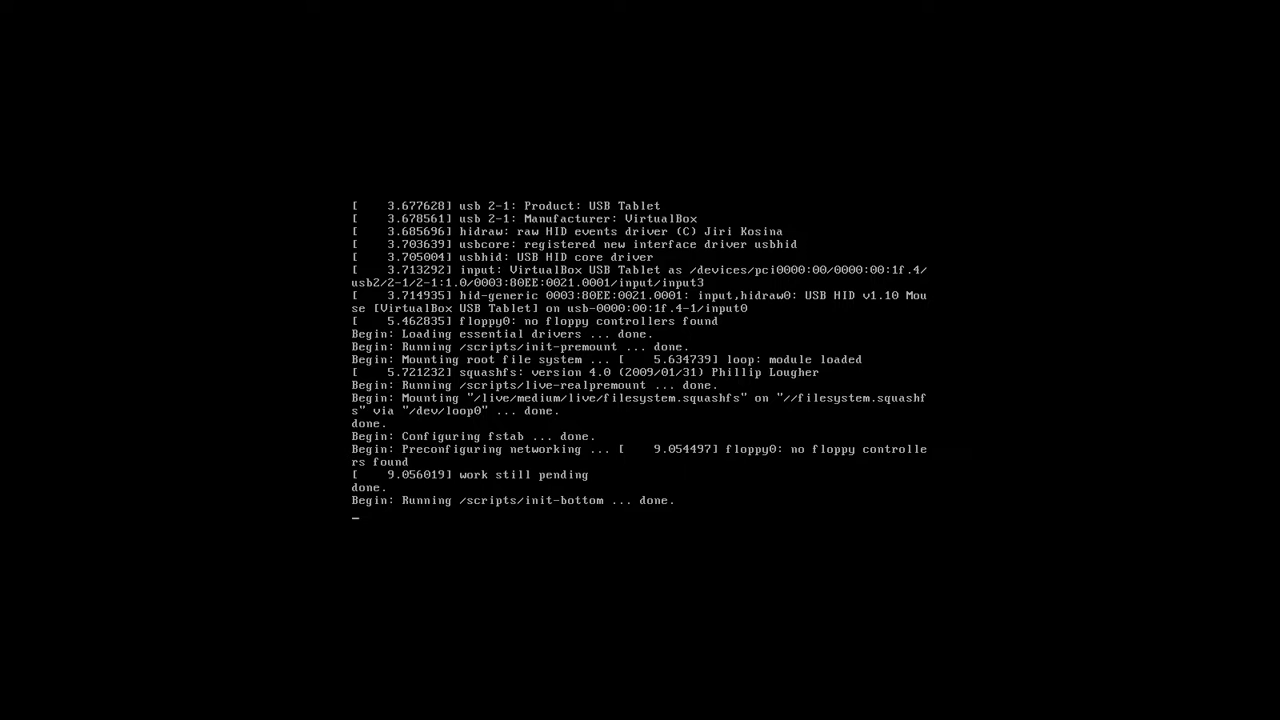 [    3.677628] usb 2-1: Product: USB Tablet
[    3.678561] usb 2-1: Manufacturer: VirtualBox
[    3.685696] hidraw: raw HID events driver (C) Jiri Kosina
[    3.703639] usbcore: registered new interface driver usbhid
[    3.705004] usbhid: USB HID core driver
[    3.713292] input: VirtualBox USB Tablet as /devices/pci0000:00/0000:00:1f.4/
usb2/2-1/2-1:1.0/0003:80EE:0021.0001/input/input3
[    3.714935] hid-generic 0003:80EE:0021.0001: input,hidraw0: USB HID v1.10 Mou
se [VirtualBox USB Tablet] on usb-0000:00:1f.4-1/input0
[    5.462835] floppy0: no floppy controllers found
Begin: Loading essential drivers ... done.
Begin: Running /scripts/init-premount ... done.
Begin: Mounting root file system ... [    5.634739] loop: module loaded
[    5.721232] squashfs: version 4.0 (2009/01/31) Phillip Lougher
Begin: Running /scripts/live-realpremount ... done.
Begin: Mounting "/live/medium/live/filesystem.squashfs" on "//filesystem.squashf
s" via "/dev/loop0" ... done.
done.
Begin: Configuring fstab ... done.
Begin: Preconfiguring networking ... [    9.054497] floppy0: no floppy controlle
rs found
[    9.056019] work still pending
done.
Begin: Running /scripts/init-bottom ... done.
_